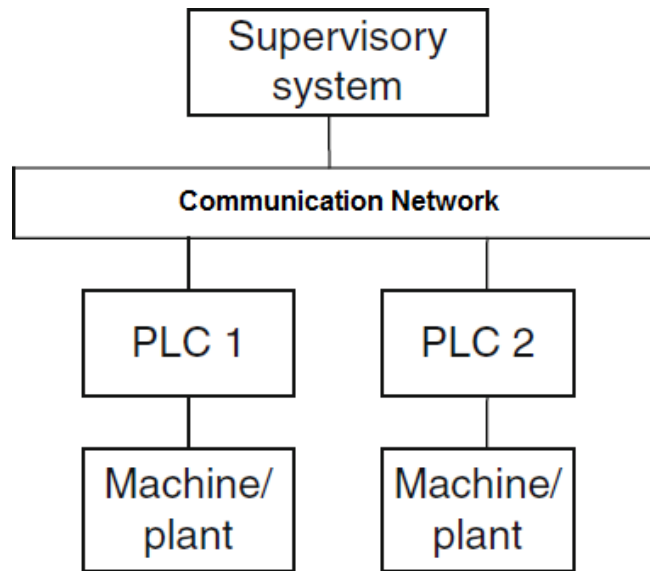 Supervisory
system
Communication Network
PLC 1
PLC 2
Machine/
plant
Machine/
plant